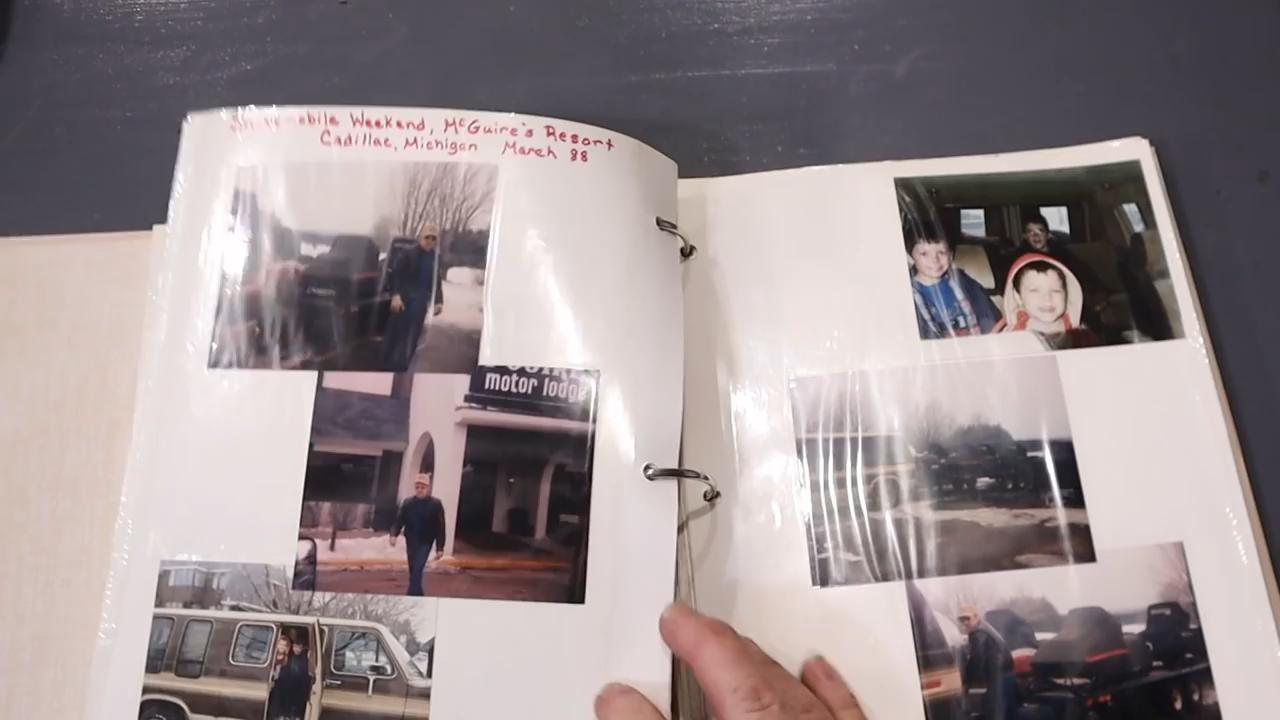 Weekend, McGuire's Resort
Cadillac, Michigan March 88
motor lodge